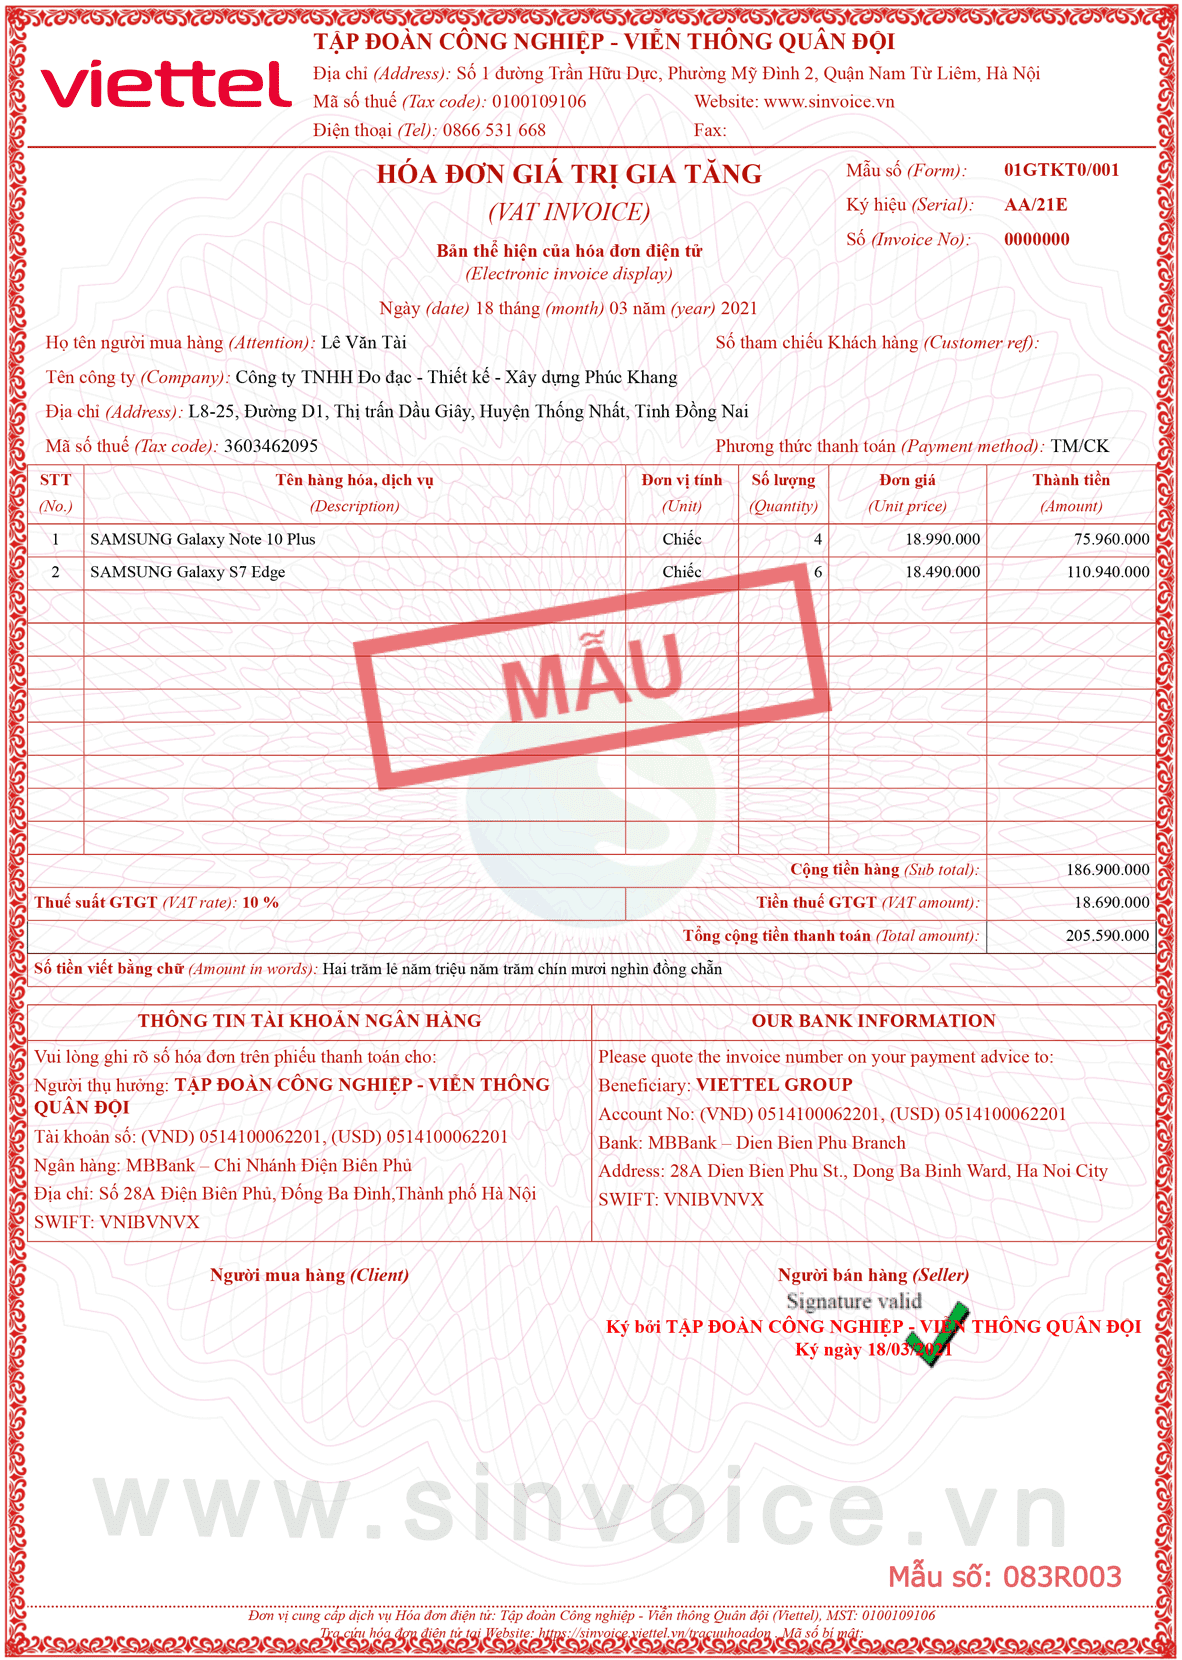 viettel
TẬP ĐOÀN CÔNG NGHIỆP - VIỄN THÔNG QUÂN ĐỘI
Địa chỉ (Address): Số 1 đường Trần Hữu Dực, Phường Mỹ Đình 2, Quận Nam Từ Liêm, Hà Nội
Mã số thuế (Tax code): 0100109106 Website: www.sinvoice.vn
Điện thoại (Tel): 0866 531 668 Fax:
HÓA ĐƠN GIÁ TRỊ GIA TĂNG
(VAT INVOICE)
Bản thể hiện của hóa đơn điện tử
(Electronic invoice display)
Ngày (date) 18 tháng (month) 03 năm (year) 2021
Mẫu số (Form): 01GTKT0/001
Ký hiệu (Serial): AA/21E
Số (Invoice No): 0000000
Họ tên người mua hàng (Attention): Lê Văn Tài Số tham chiếu Khách hàng (Customer ref):
Tên công ty (Company): Công ty TNHH Đo đạc - Thiết kế - Xây dựng Phúc Khang
Địa chỉ (Address): L8-25, Đường D1, Thị trấn Dầu Giây, Huyện Thống Nhất, Tỉnh Đồng Nai
Mã số thuế (Tax code): 3603462095 Phương thức thanh toán (Payment method): TM/CK
STT Tên hàng hóa, dịch vụ Đơn vị tính Số lượng Đơn giá Thành tiền
(No.) (Description) (Unit) (Quantity) (Unit price) (Amount)
1 SAMSUNG Galaxy Note 10 Plus Chiếc 4 18.990.000 75.960.000
2 SAMSUNG Galaxy S7 Edge Chiếc 6 18.490.000 110.940.000
MẪU
Cộng tiền hàng (Sub total): 186.900.000
Thuế suất GTGT (VAT rate): 10 % Tiền thuế GTGT (VAT amount): 18.690.000
Tổng cộng tiền thanh toán (Total amount): 205.590.000
Số tiền viết bằng chữ (Amount in words): Hai trăm lẻ năm triệu năm trăm chín mươi nghìn đồng chẵn
THÔNG TIN TÀI KHOẢN NGÂN HÀNG
Vui lòng ghi rõ số hóa đơn trên phiếu thanh toán cho:
Người thụ hưởng: TẬP ĐOÀN CÔNG NGHIỆP - VIỄN THÔNG
QUÂN ĐỘI
Tài khoản số: (VND) 0514100062201, (USD) 0514100062201
Ngân hàng: MBBank – Chi Nhánh Điện Biên Phủ
Địa chỉ: Số 28A Điện Biên Phủ, Đống Ba Đình,Thành phố Hà Nội
SWIFT: VNIBVNVX
OUR BANK INFORMATION
Please quote the invoice number on your payment advice to:
Beneficiary: VIETTEL GROUP
Account No: (VND) 0514100062201, (USD) 0514100062201
Bank: MBBank – Dien Bien Phu Branch
Address: 28A Dien Bien Phu St., Dong Ba Binh Ward, Ha Noi City
SWIFT: VNIBVNVX
Người mua hàng (Client)
Người bán hàng (Seller)
Signature valid
Ký bởi TẬP ĐOÀN CÔNG NGHIỆP - VIỄN THÔNG QUÂN ĐỘI
Ký ngày 18/03/2021
www.sinvoice.vn
Mẫu số: 083R003
Đơn vị cung cấp dịch vụ Hóa đơn điện tử: Tập đoàn Công nghiệp - Viễn thông Quân đội (Viettel), MST: 0100109106
Tra cứu hóa đơn điện tử tại Website: https://sinvoice.viettel.vn/tracuuhoadon . Mã số bí mật: